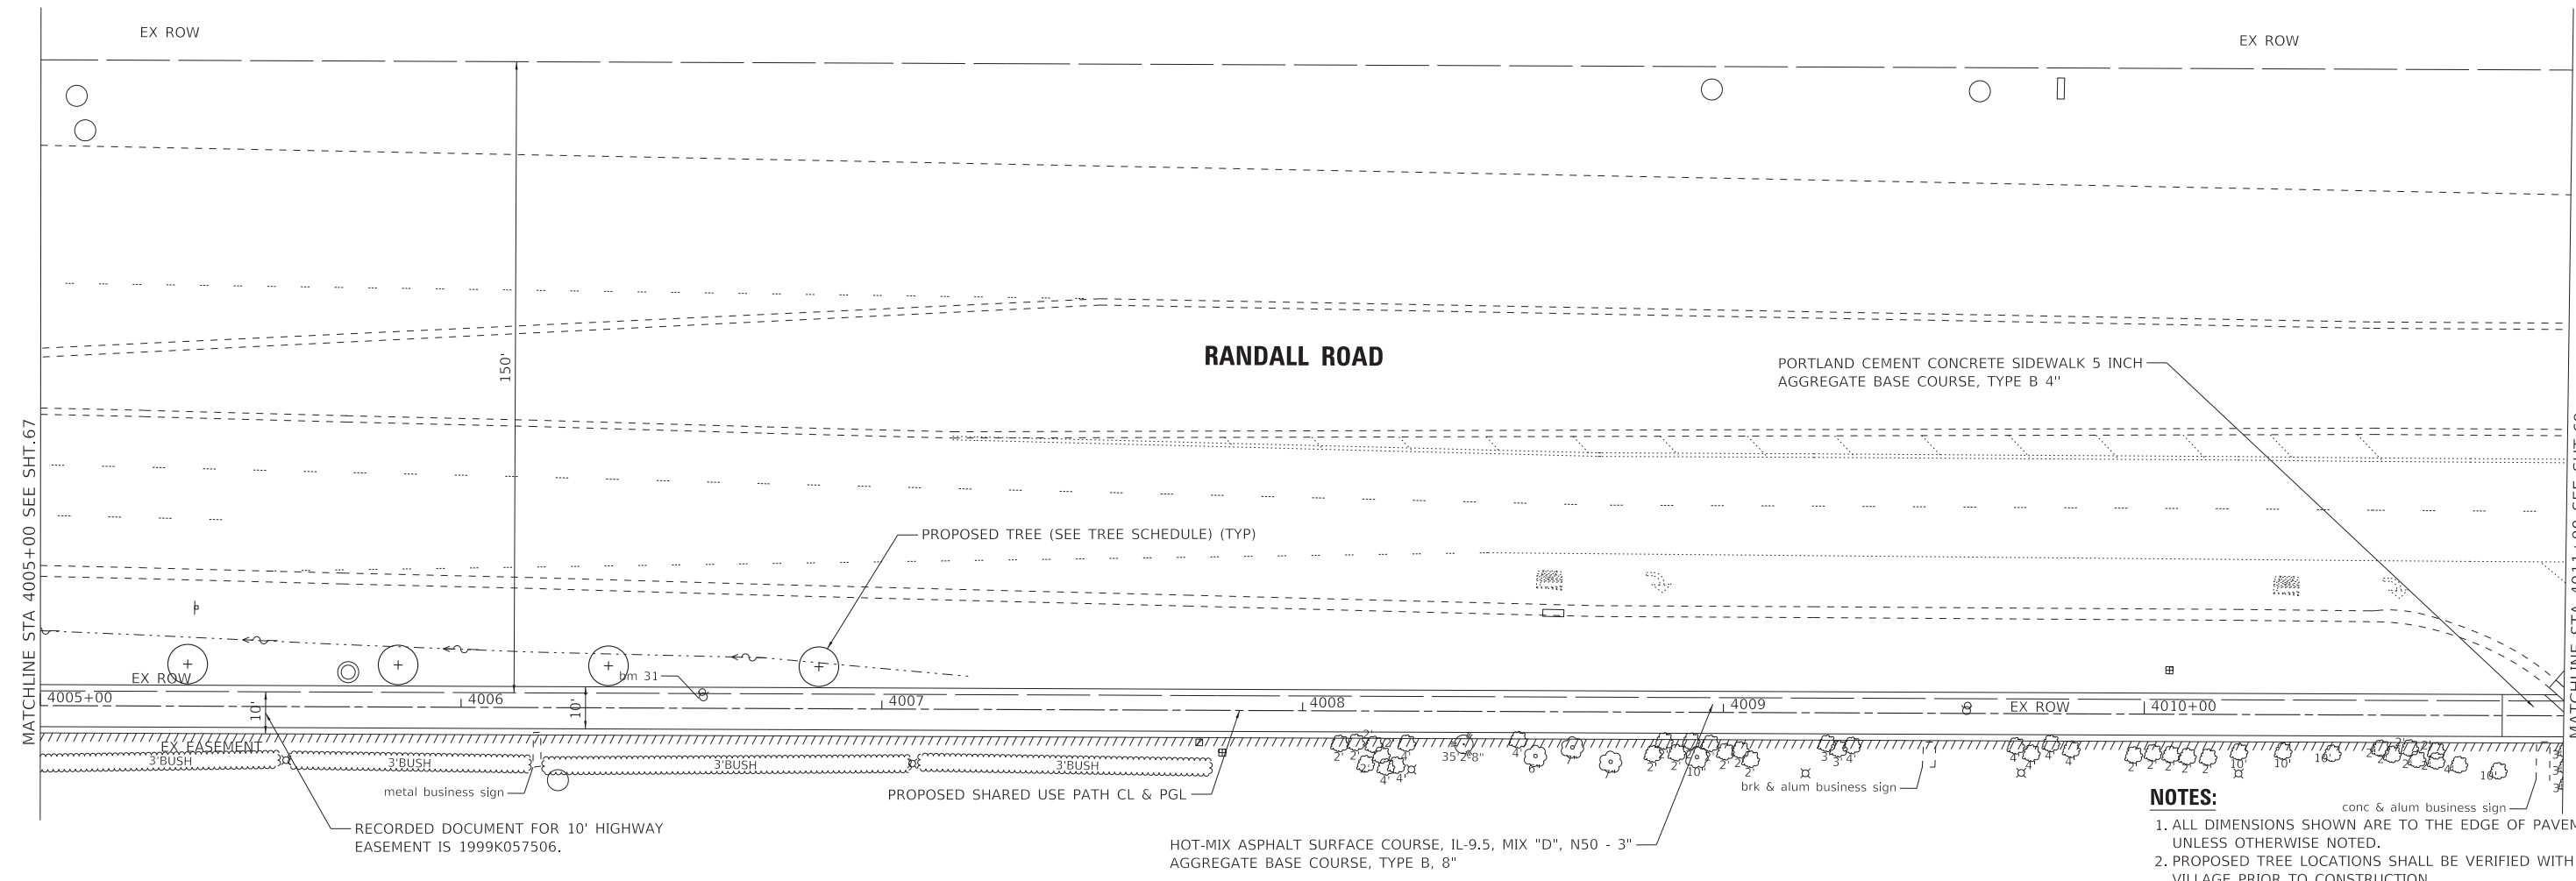 EX ROW
EX ROW
150'
RANDALL ROAD
PORTLAND CEMENT CONCRETE SIDEWALK 5 INCH
AGGREGATE BASE COURSE, TYPE B 4"
MATCHLINE STA 4005+00 SEE SHT.67
PROPOSED TREE (SEE TREE SCHEDULE) (TYP)
EX ROW
bm 31
4005+00
4006
4007
4008
4009
EX ROW
4010+00
10'
10'
EX EASEMENT
3'BUSH
3'BUSH
3'BUSH
3'BUSH
metal business sign
PROPOSED SHARED USE PATH CL & PGL
brk & alum business sign
conc & alum business sign
RECORDED DOCUMENT FOR 10' HIGHWAY
EASEMENT IS 1999K057506.
HOT-MIX ASPHALT SURFACE COURSE, IL-9.5, MIX "D", N50 - 3"
AGGREGATE BASE COURSE, TYPE B, 8"
NOTES:
1. ALL DIMENSIONS SHOWN ARE TO THE EDGE OF
UNLESS OTHERWISE NOTED.
2. PROPOSED TREE LOCATIONS SHALL BE VERIFIED WITH
VILLAGE PRIOR TO CONSTRUCTION